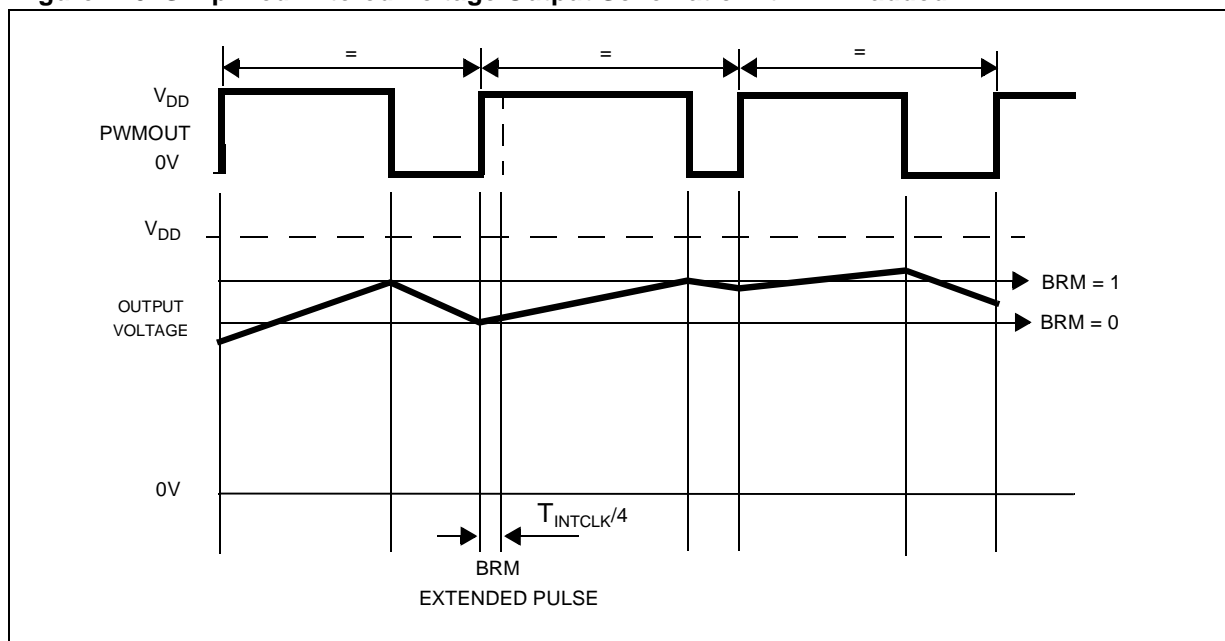 =
=
=
VDD
PWMOUT
0V
VDD
BRM = 1
OUTPUT
VOLTAGE
BRM = 0
0V
TINTCLK/4
BRM
EXTENDED PULSE